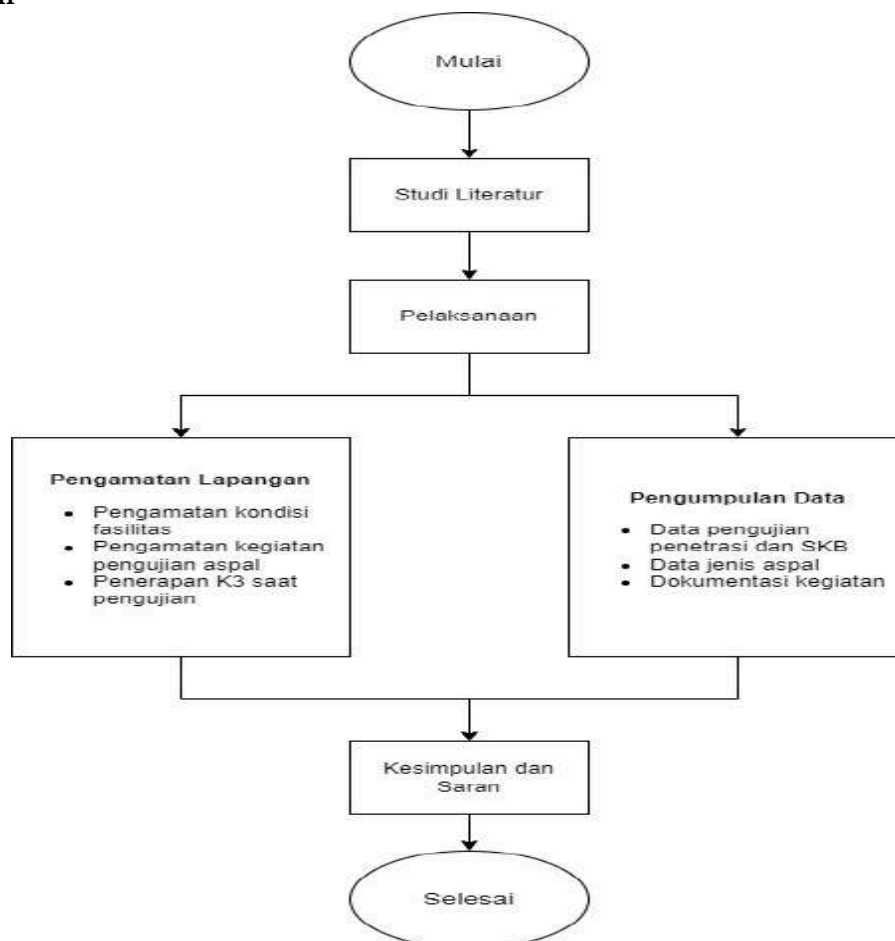 Mulai
Studi Literatur
Pelaksanaan
Pengamatan Lapangan
• Pengamatan kondisi
fasilitas
• Pengamatan kegiatan
pengujian aspal
• Penerapan K3 saat
pengujian
Pengumpulan Data
• Data pengujian
penetrasi dan SKB
• Data jenis aspal
• Dokumentasi kegiatan
Kesimpulan dan
Saran
Selesai